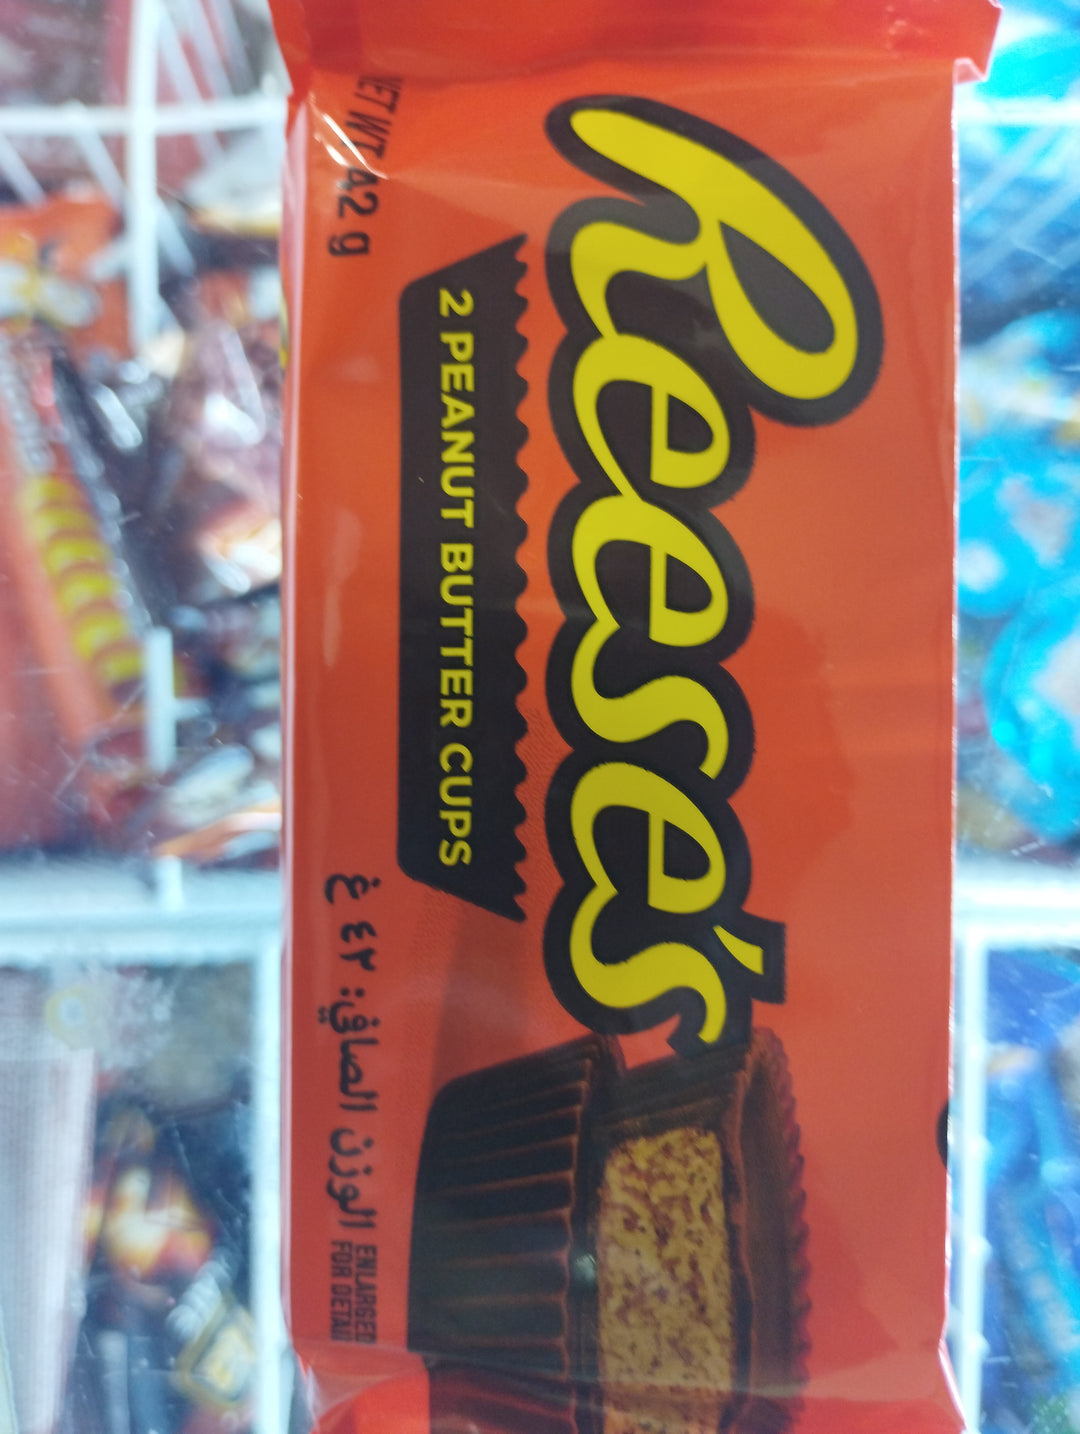 Reese's
2 PEANUT BUTTER CUPS
NET WT 42 g
الوزن الصافي: ٤٢ غ
ENLARGED
FOR DETAIL